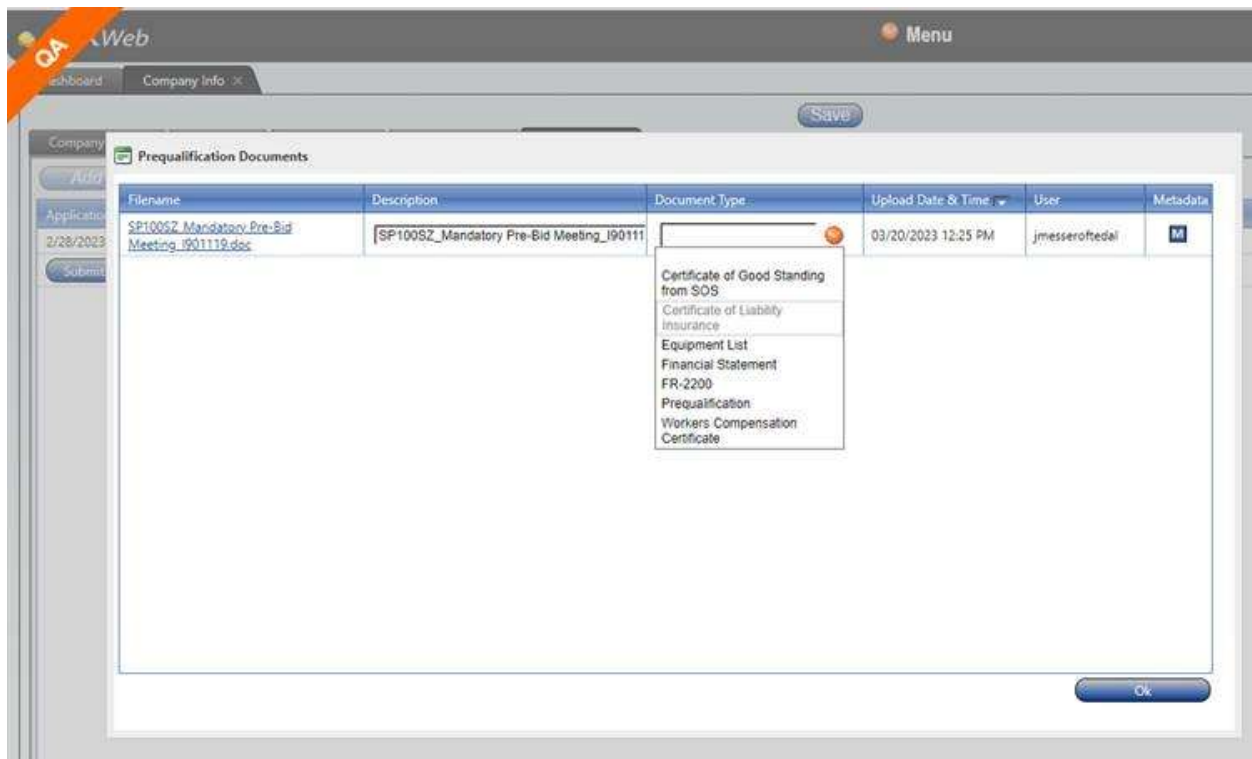 QA
Web
Menu
Company Info
Save
Company
Add
Prequalification Documents
Filename Description Document Type Upload Date & Time User Metadata
SP100SZ_Mandatory Pre-Bid
Meeting_I901119.doc
SP100SZ_Mandatory Pre-Bid Meeting_I90111
03/20/2023 12:25 PM
jmesseroftedal
M
2/28/2023
Submit
Certificate of Good Standing
from SOS
Certificate of Liability
Insurance
Equipment List
Financial Statement
FR-2200
Prequalification
Workers Compensation
Certificate
Ok